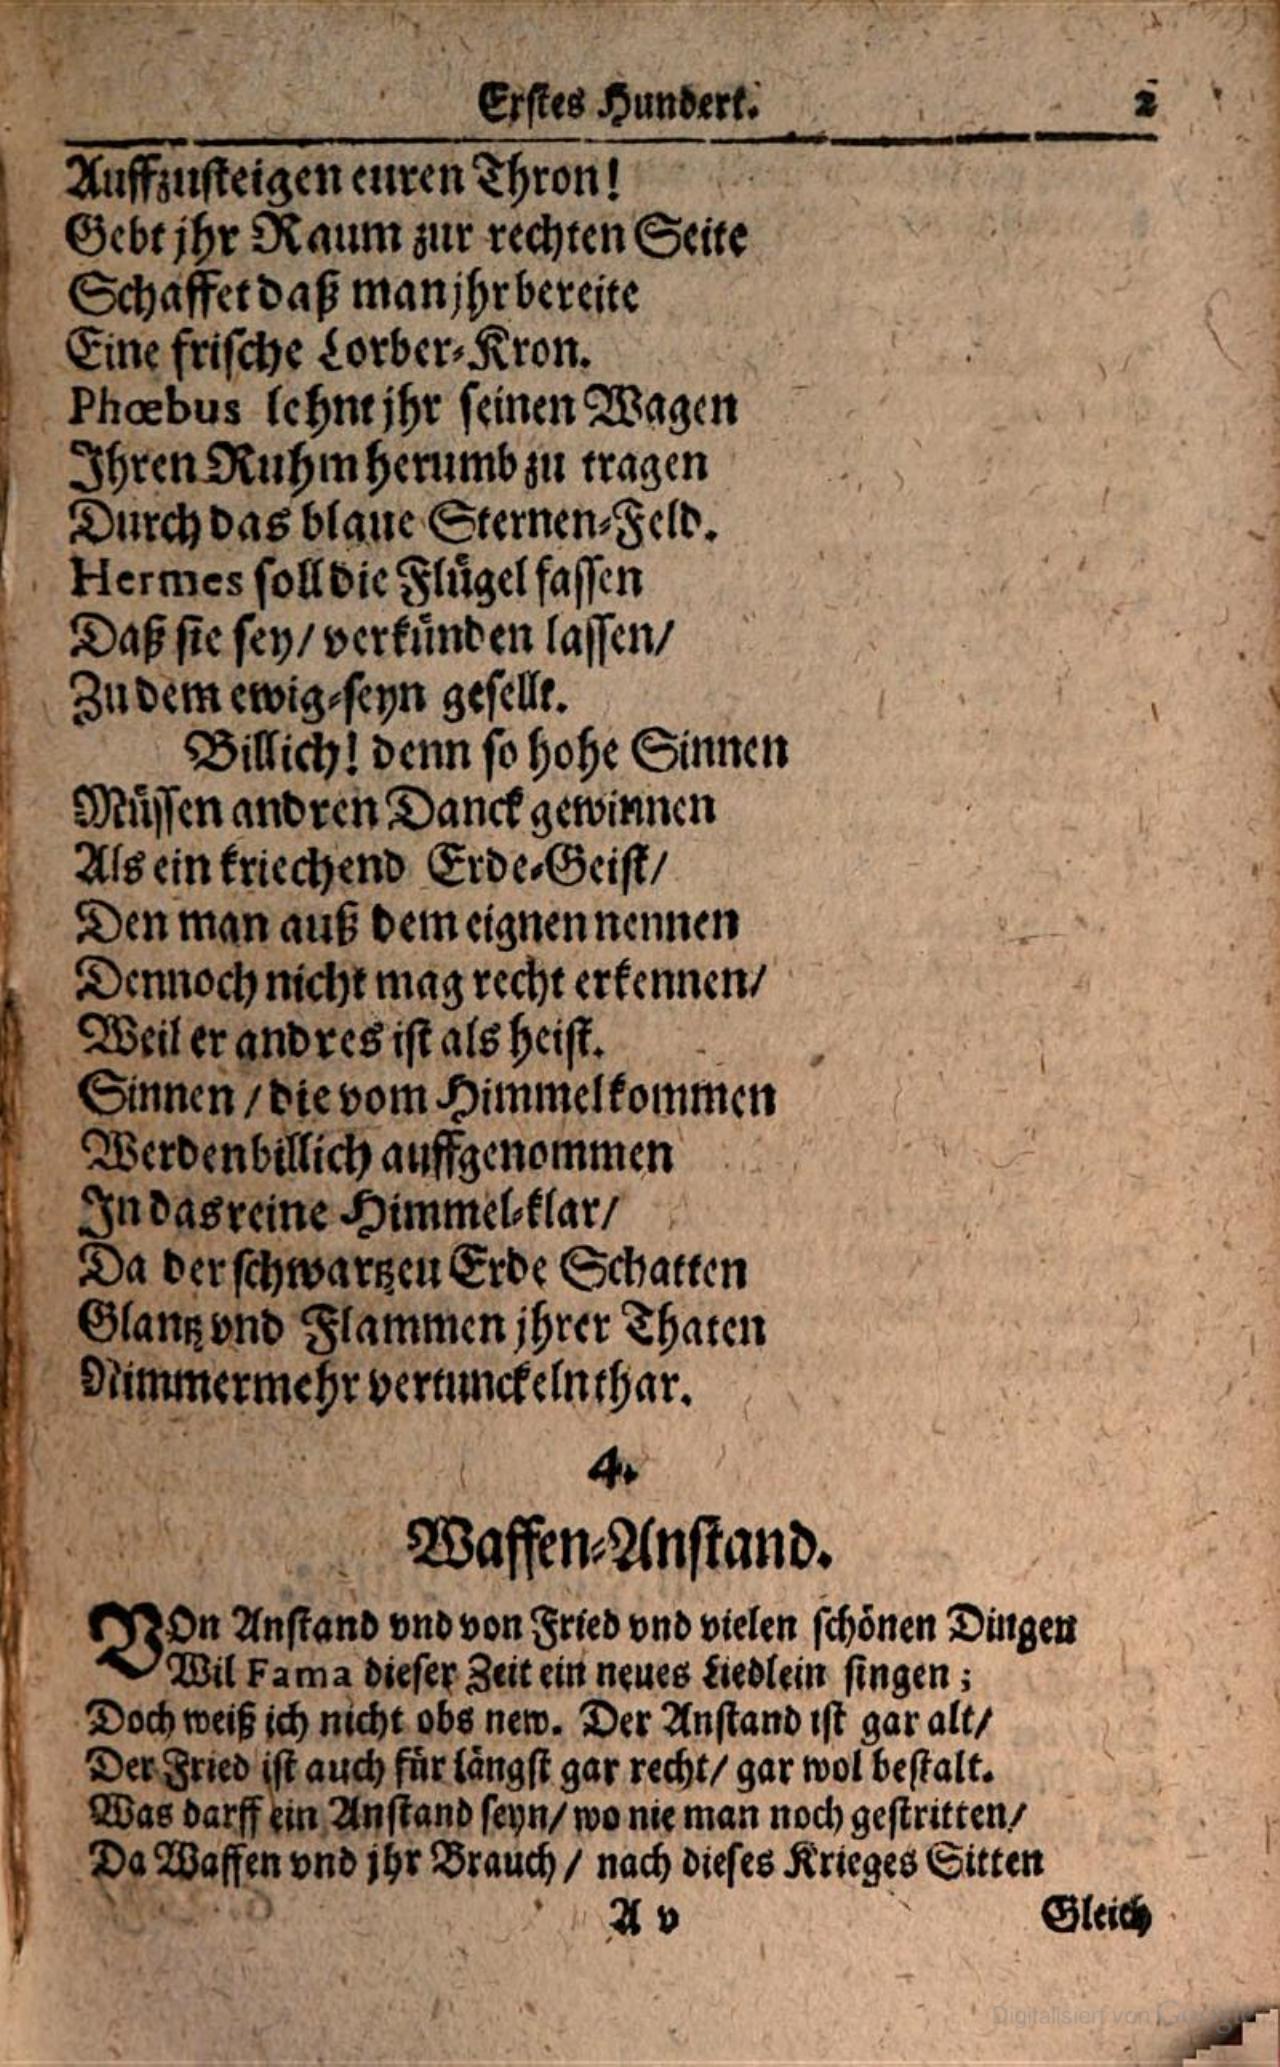 Erstes Hundert. 2
Auffzusteigen euren Thron!
Gebt jhr Raum zur rechten Seite
Schaffet daß man jhr bereite
Eine frische Lorber-Kron.
Phœbus lehnt jhr seinen Wagen
Ihren Ruhm herumb zu tragen
Durch das blaue Sternen-Feld.
Hermes soll die Flügel fassen
Daß sie sey/ verkünden lassen/
Zu dem ewig-seyn gesellt.
Billich! denn so hohe Sinnen
Müssen andren Danck gewinnen
Als ein kriechend Erde-Geist/
Den man auß dem eignen nennen
Dennoch nicht mag recht erkennen/
Weil er andres ist als heist.
Sinnen / die vom Himmel kommen
Werden billich auffgenommen
In das reine Himmel-klar/
Da der schwartzen Erde Schatten
Glantz vnd Flammen jhrer Thaten
Nimmermehr vertunckeln thar.
4.
Waffen-Anstand.
VOn Anstand vnd von Fried vnd vielen schönen Dingen
Wil Fama dieser Zeit ein neues Liedlein singen;
Doch weiß ich nicht obs new. Der Anstand ist gar alt/
Der Fried ist auch für längst gar recht/ gar wol bestalt.
Was darff ein Anstand seyn/ wo nie man noch gestritten/
Da Waffen vnd jhr Brauch / nach dieses Krieges Sitten
A v Gleich
Digitalisiert von Google